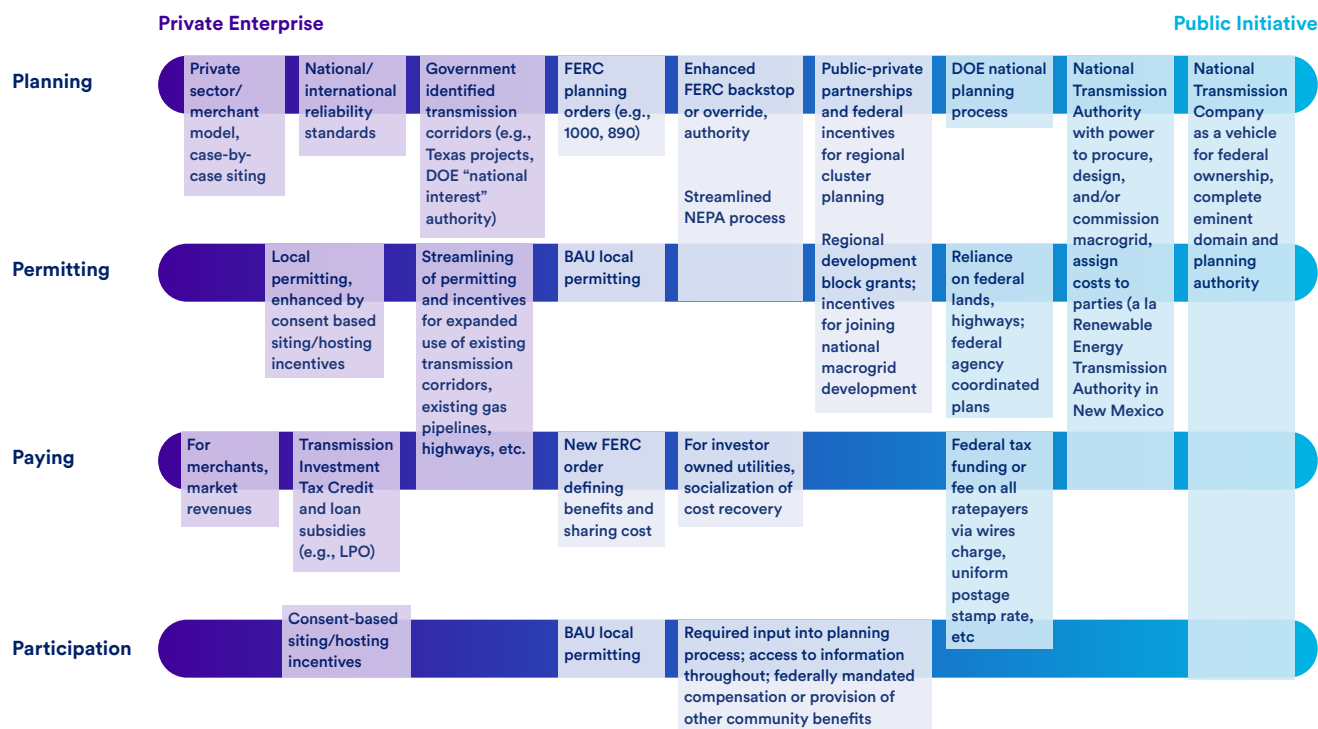 Private Enterprise
Public Initiative
Planning
Private
sector/
merchant
model,
case-by-
case siting
National/
international
reliability
standards
Government
identified
transmission
corridors (e.g.,
Texas projects,
DOE “national
interest”
authority)
FERC
planning
orders (e.g.,
1000, 890)
Enhanced
FERC backstop
or override,
authority
Streamlined
NEPA process
Public-private
partnerships
and federal
incentives
for regional
cluster
planning
Regional
development
block grants;
incentives
for joining
national
macrogrid
development
DOE national
planning
process
National
Transmission
Authority
with power
to procure,
design,
and/or
commission
macrogrid,
assign
costs to
parties (a la
Renewable
Energy
Transmission
Authority in
New Mexico
National
Transmission
Company
as a vehicle
for federal
ownership,
complete
eminent
domain and
planning
authority
Permitting
Local
permitting,
enhanced by
consent based
siting/hosting
incentives
Streamlining
of permitting
and incentives
for expanded
use of existing
transmission
corridors,
existing gas
pipelines,
highways, etc.
BAU local
permitting
Reliance
on federal
lands,
highways;
federal
agency
coordinated
plans
Paying
For
merchants,
market
revenues
Transmission
Investment
Tax Credit
and loan
subsidies
(e.g., LPO)
New FERC
order
defining
benefits and
sharing cost
For investor
owned utilities,
socialization of
cost recovery
Federal tax
funding or
fee on all
ratepayers
via wires
charge,
uniform
postage
stamp rate,
etc
Participation
Consent-based
siting/hosting
incentives
BAU local
permitting
Required input into planning
process; access to information
throughout; federally mandated
compensation or provision of
other community benefits